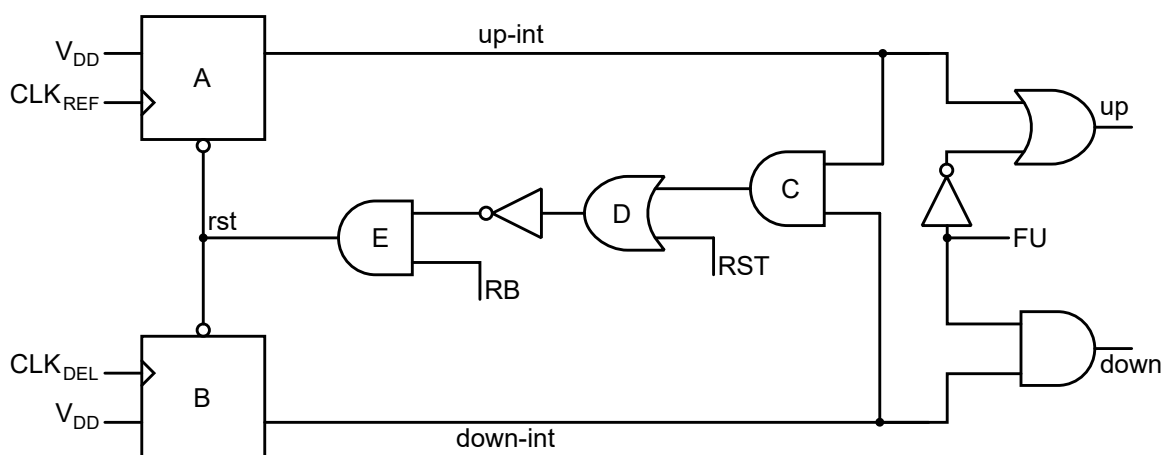 up-int
V_DD
A
CLK_REF
up
C
D
rst
E
FU
RST
RB
CLK_DEL
down
B
V_DD
down-int